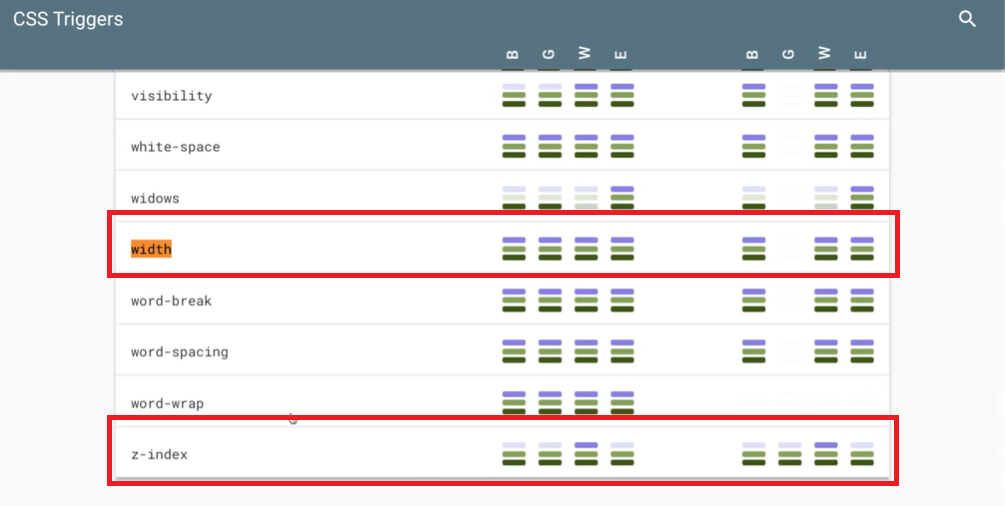 CSS Triggers
B G W E B G W E
visibility
white-space
widows
width
word-break
word-spacing
word-wrap
z-index